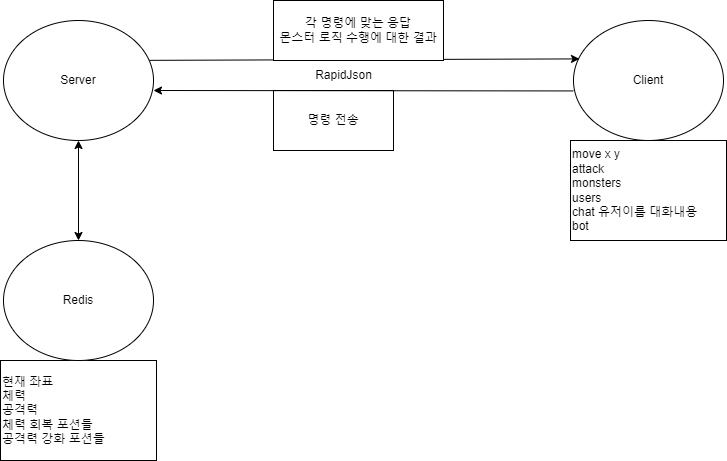 각 명령에 맞는 응답
몬스터 로직 수행에 대한 결과
Server
RapidJson
Client
명령 전송
move x y
attack
monsters
users
chat 유저이름 대화내용
bot
Redis
현재 좌표
체력
공격력
체력 회복 포션들
공격력 강화 포션들